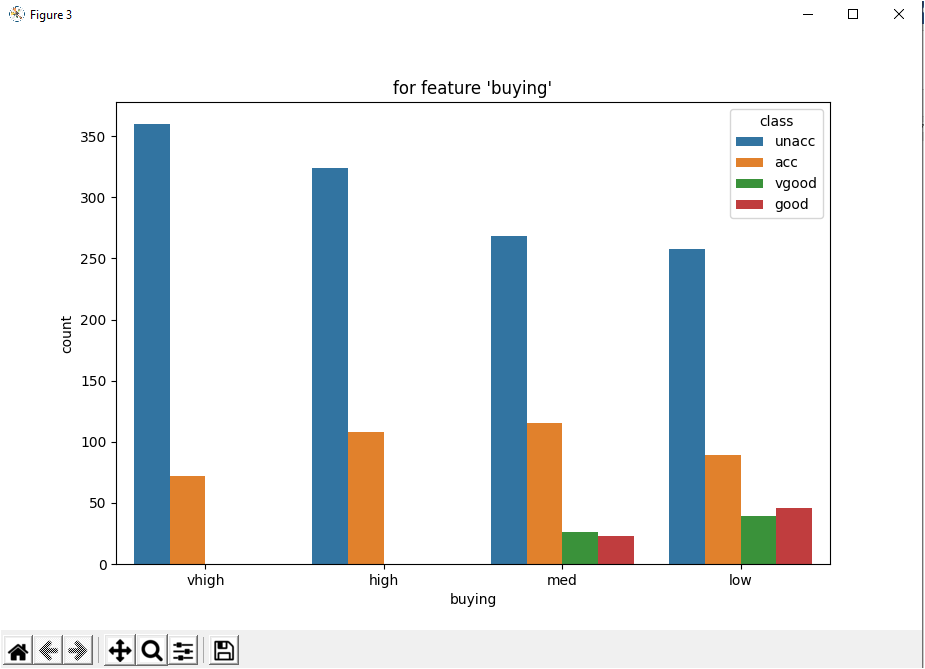 Figure 3
for feature 'buying'
class
unacc
acc
vgood
good
350
300
250
200
150
100
50
0
count
vhigh high med low
buying